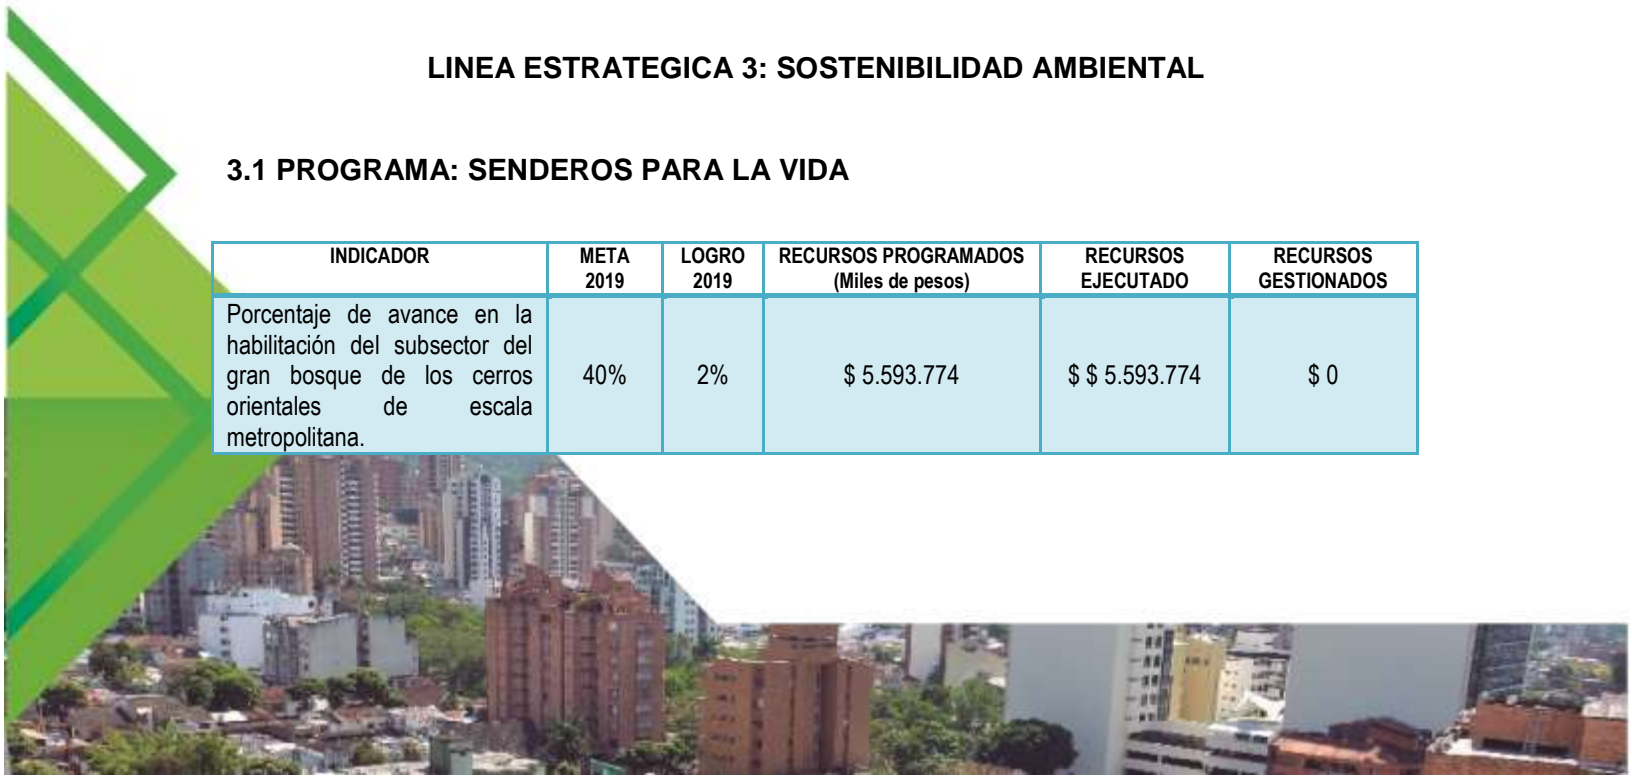 LINEA ESTRATEGICA 3: SOSTENIBILIDAD AMBIENTAL
3.1 PROGRAMA: SENDEROS PARA LA VIDA
INDICADOR
META
2019
LOGRO
2019
RECURSOS PROGRAMADOS
(Miles de pesos)
RECURSOS
EJECUTADO
RECURSOS
GESTIONADOS
Porcentaje de avance en la
habilitación del subsector del
gran bosque de los cerros
orientales de escala
metropolitana.
40%
2%
$ 5.593.774
$ $ 5.593.774
$ 0